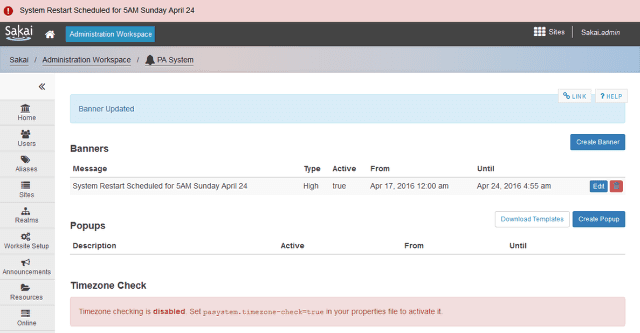 System Restart Scheduled for 5AM Sunday April 24
Sakai Administration Workspace Sites Sakai.admin
Sakai / Administration Workspace / PA System
«
LINK ? HELP
Banner Updated
Home
Users
Aliases
Sites
Realms
Worksite Setup
Announcements
Resources
Online
Banners Create Banner
Message Type Active From Until
System Restart Scheduled for 5AM Sunday April 24 High true Apr 17, 2016 12:00 am Apr 24, 2016 4:55 am Edit
Popups Download Templates Create Popup
Description Active From Until
Timezone Check
Timezone checking is disabled. Set pasystem.timezone-check=true in your properties file to activate it.